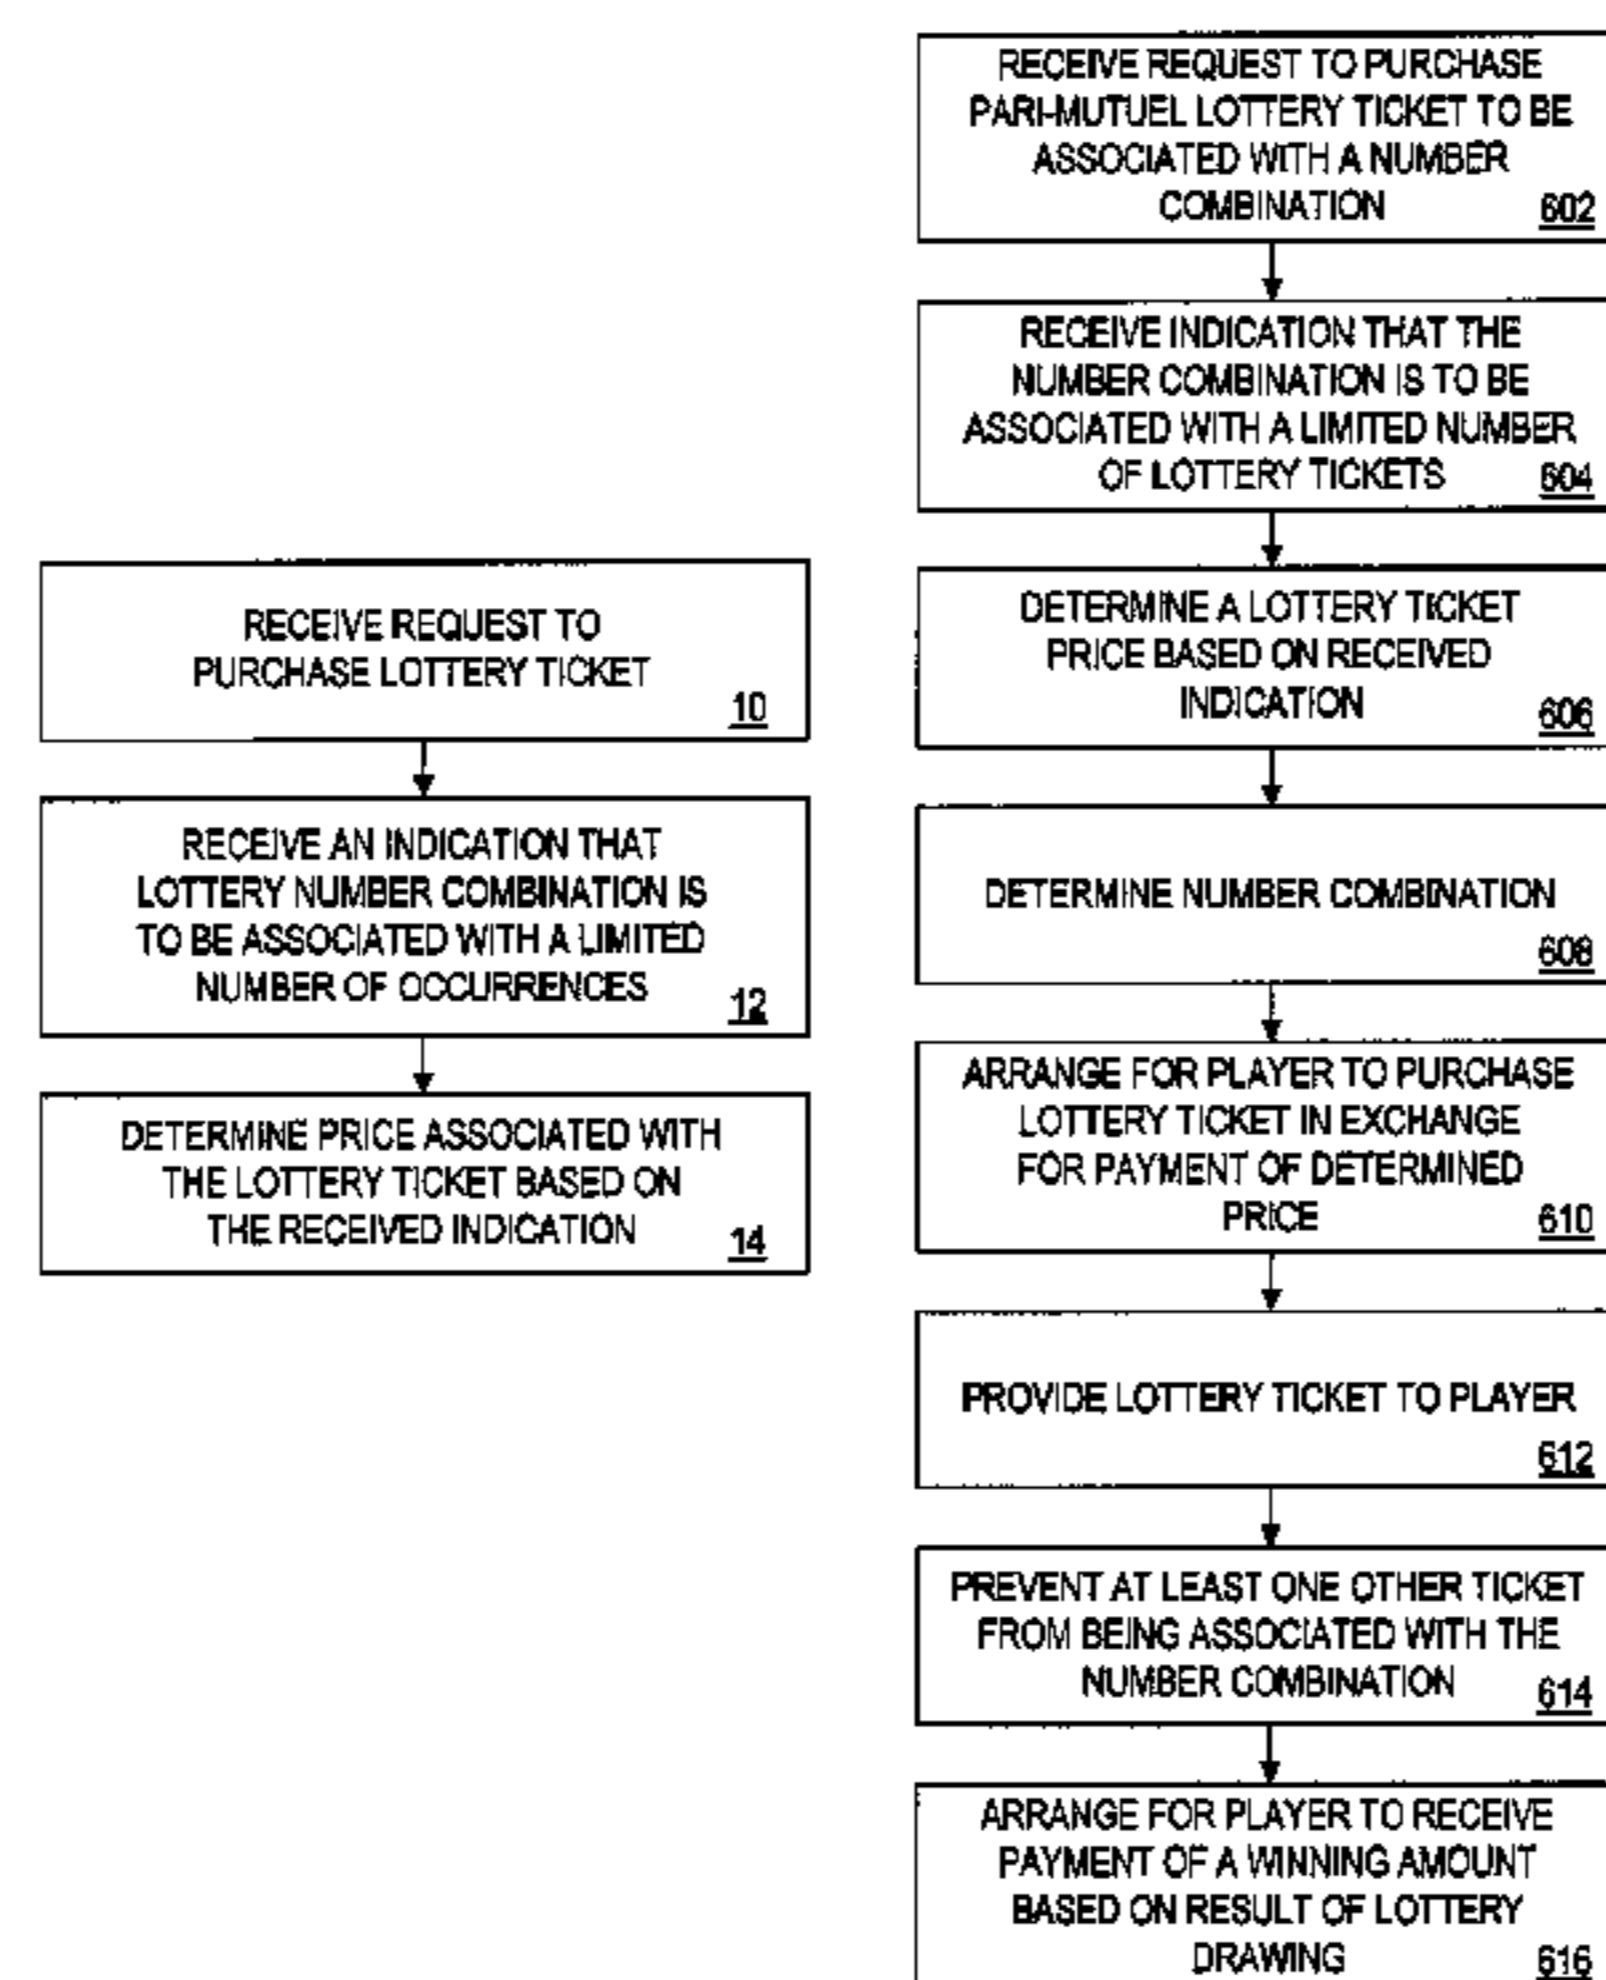 RECEIVE REQUEST TO
PURCHASE LOTTERY TICKET
10
RECEIVE AN INDICATION THAT
LOTTERY NUMBER COMBINATION IS
TO BE ASSOCIATED WITH A LIMITED
NUMBER OF OCCURRENCES
12
DETERMINE PRICE ASSOCIATED WITH
THE LOTTERY TICKET BASED ON
THE RECEIVED INDICATION
14
RECEIVE REQUEST TO PURCHASE
PARI-MUTUEL LOTTERY TICKET TO BE
ASSOCIATED WITH A NUMBER
COMBINATION
602
RECEIVE INDICATION THAT THE
NUMBER COMBINATION IS TO BE
ASSOCIATED WITH A LIMITED NUMBER
OF LOTTERY TICKETS
604
DETERMINE A LOTTERY TICKET
PRICE BASED ON RECEIVED
INDICATION
606
DETERMINE NUMBER COMBINATION
608
ARRANGE FOR PLAYER TO PURCHASE
LOTTERY TICKET IN EXCHANGE
FOR PAYMENT OF DETERMINED
PRICE
610
PROVIDE LOTTERY TICKET TO PLAYER
612
PREVENT AT LEAST ONE OTHER TICKET
FROM BEING ASSOCIATED WITH THE
NUMBER COMBINATION
614
ARRANGE FOR PLAYER TO RECEIVE
PAYMENT OF A WINNING AMOUNT
BASED ON RESULT OF LOTTERY
DRAWING
616